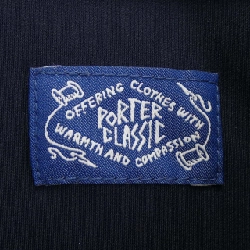 OFFERING CLOTHES WITH
PORTER
CLASSIC
WARMTH AND COMPASSION